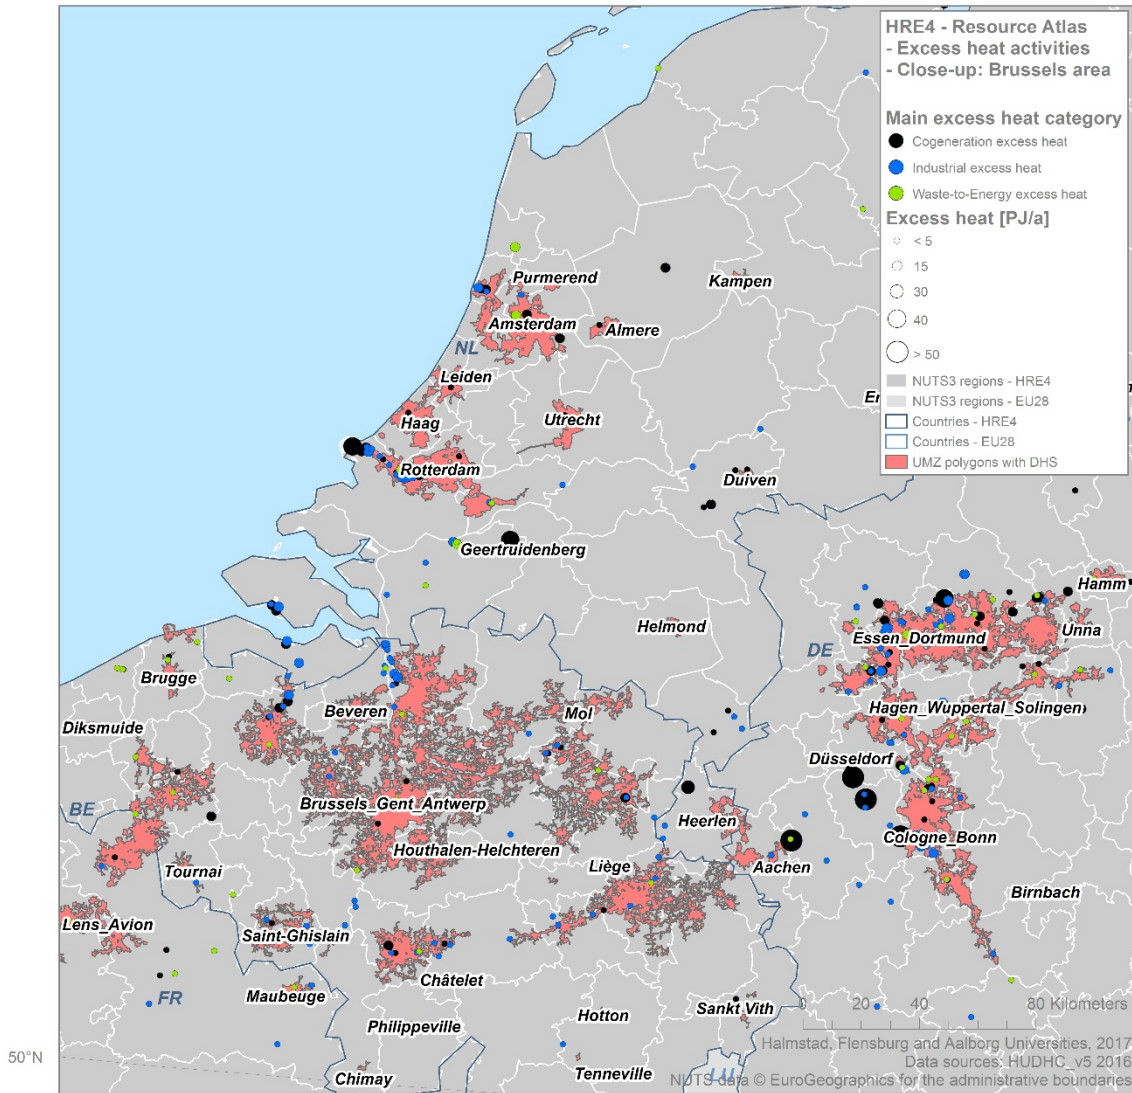 HRE4 - Resource Atlas
- Excess heat activities
- Close-up: Brussels area
Main excess heat category
Cogeneration excess heat
Industrial excess heat
Waste-to-Energy excess heat
Excess heat [PJ/a]
< 5
15
30
40
> 50
NUTS3 regions - HRE4
NUTS3 regions - EU28
Countries - HRE4
Countries - EU28
UMZ polygons with DHS
Purmerend
Kampen
Amsterdam
Almere
NL
Leiden
Haag
Utrecht
Rotterdam
Duiven
Geertruidenberg
Hamm
Helmond
Essen_Dortmund
Unna
DE
Brugge
Beveren
Mol
Hagen_Wuppertal_Solingen
Diksmuide
Düsseldorf
BE
Brussels_Gent_Antwerp
Heerlen
Cologne_Bonn
Houthalen-Helchteren
Tournai
Liège
Aachen
Birnbach
Lens_Avion
Saint-Ghislain
Châtelet
Maubeuge
FR
Philippeville
Hotton
Sankt Vith
20 40 80 Kilometers
50°N
Chimay
Tenneville
LU
Halmstad, Flensburg and Aalborg Universities, 2017
Data sources: HUDHC_v5 2016
NUTS data © EuroGeographics for the administrative boundaries